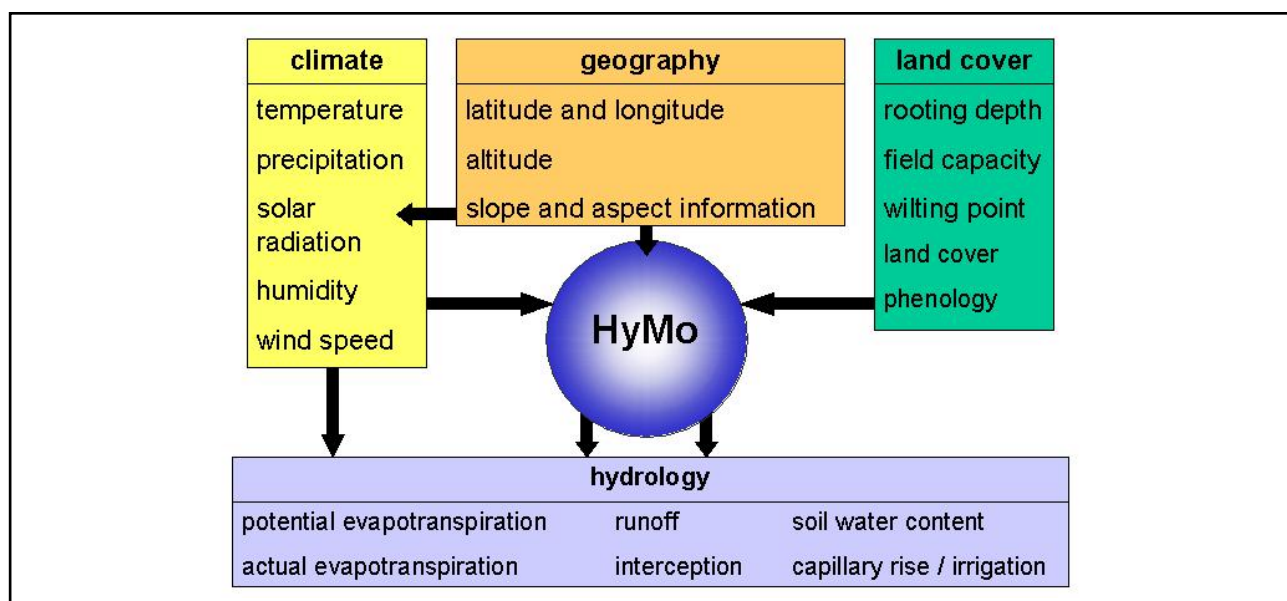 climate
temperature
precipitation
solar
radiation
humidity
wind speed
geography
latitude and longitude
altitude
slope and aspect information
land cover
rooting depth
field capacity
wilting point
land cover
phenology
HyMo
hydrology
potential evapotranspiration runoff soil water content
actual evapotranspiration interception capillary rise / irrigation